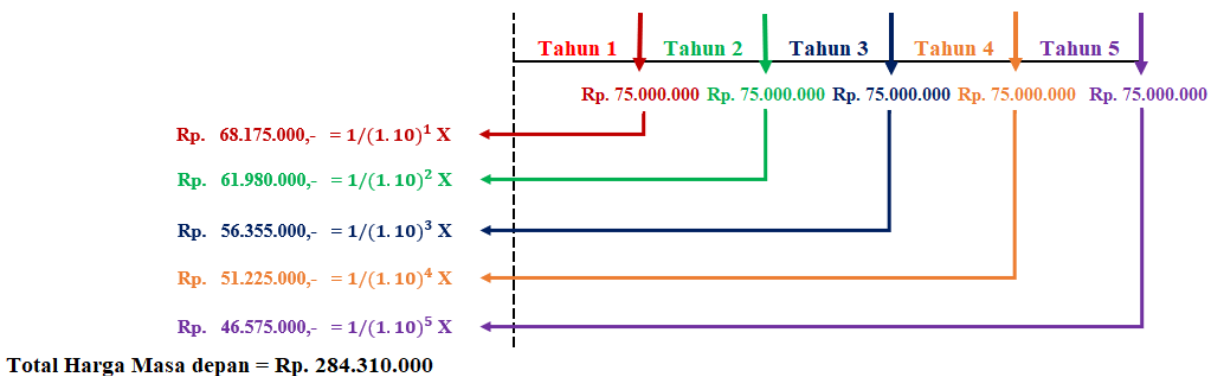 Tahun 1 Tahun 2 Tahun 3 Tahun 4 Tahun 5
Rp. 75.000.000 Rp. 75.000.000 Rp. 75.000.000 Rp. 75.000.000 Rp. 75.000.000
Rp. 68.175.000,- = 1/(1.10)¹ X
Rp. 61.980.000,- = 1/(1.10)² X
Rp. 56.355.000,- = 1/(1.10)³ X
Rp. 51.225.000,- = 1/(1.10)⁴ X
Rp. 46.575.000,- = 1/(1.10)⁵ X
Total Harga Masa depan = Rp. 284.310.000